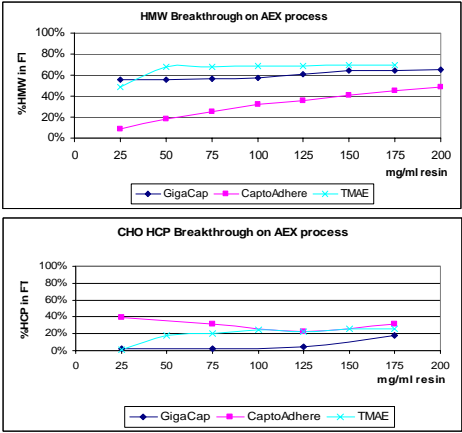 HMW Breakthrough on AEX process
100%
80%
60%
40%
20%
0%
%HMW in FT
0 25 50 75 100 125 150 175 200
mg/ml resin
GigaCap CaptoAdhere TMAE
CHO HCP Breakthrough on AEX process
100%
80%
60%
40%
20%
0%
%HCP in FT
0 25 50 75 100 125 150 175 200
mg/ml resin
GigaCap CaptoAdhere TMAE